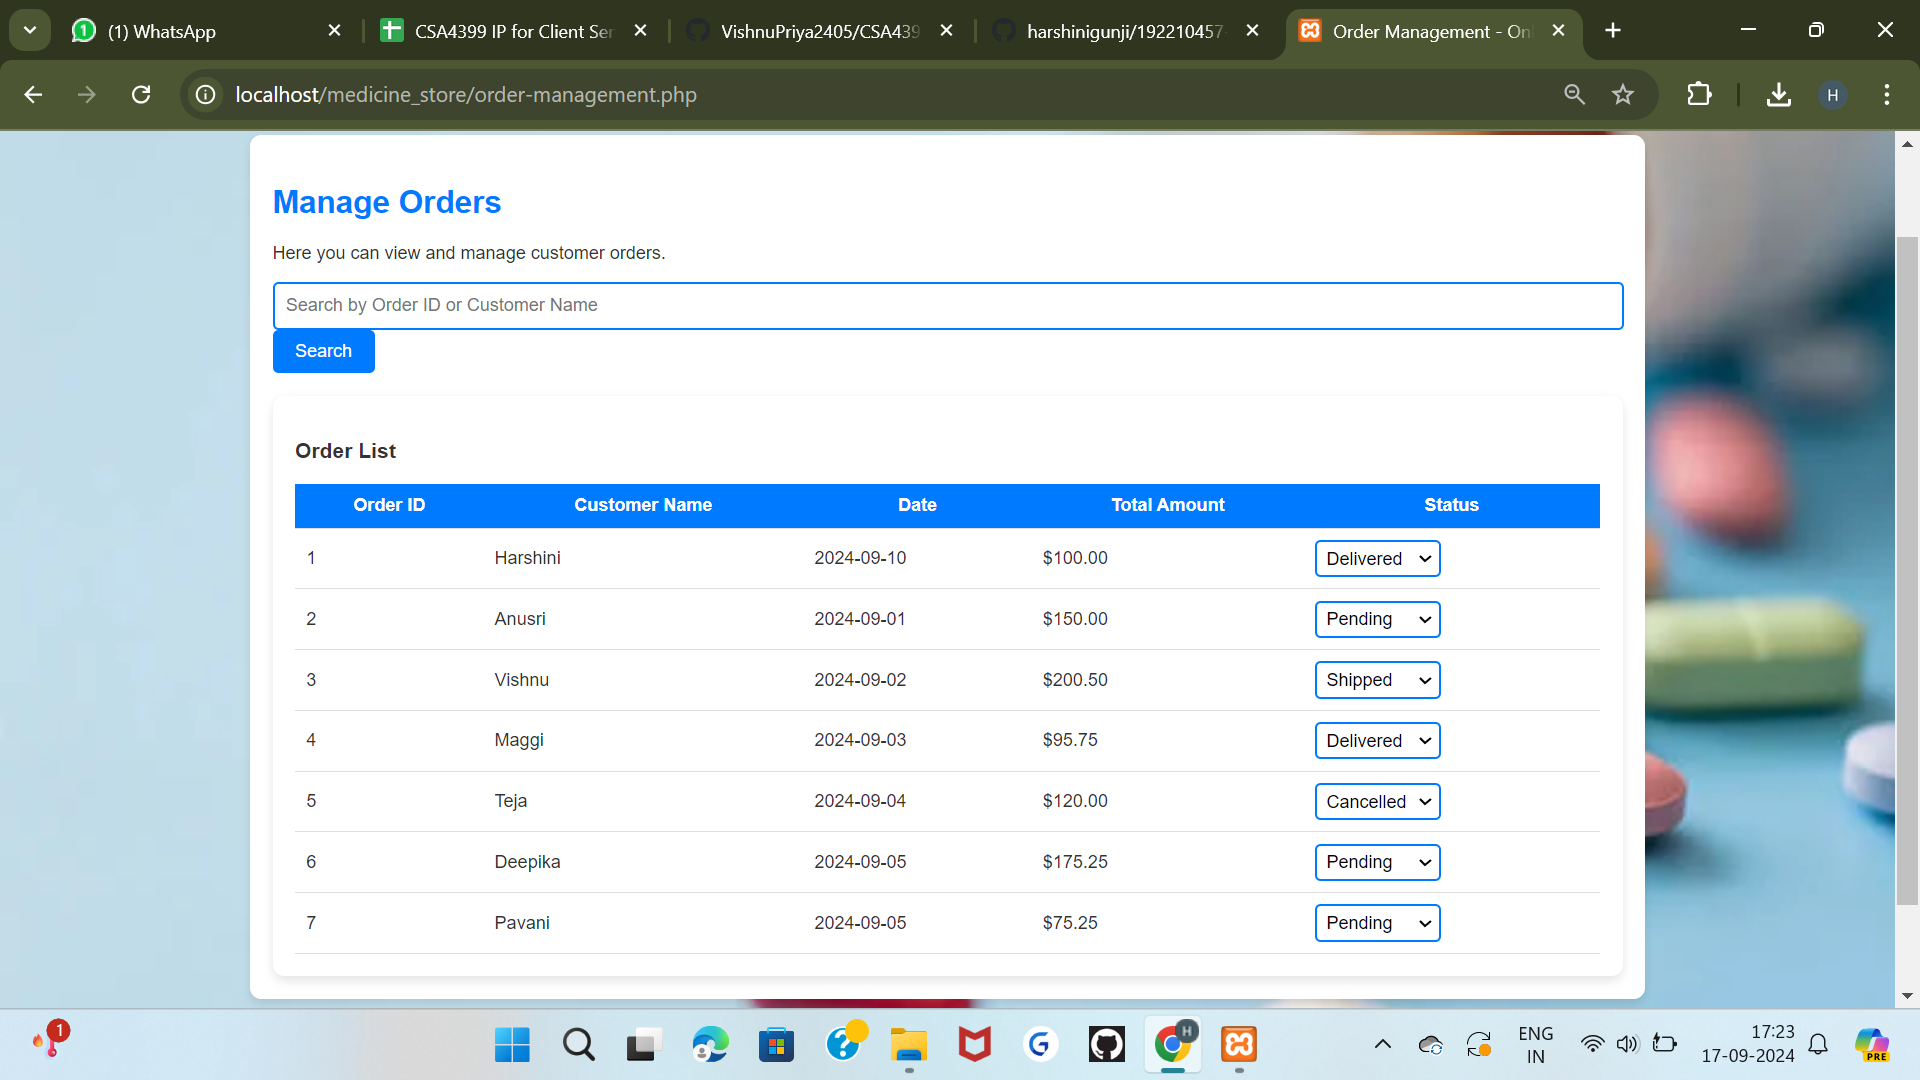 (1) WhatsApp
CSA4399 IP for Client Ser
VishnuPriya2405/CSA439
harshinigunji/192210457
Order Management - Onl
localhost/medicine_store/order-management.php
H
Manage Orders
Here you can view and manage customer orders.
Search by Order ID or Customer Name
Search
Order List
Order ID Customer Name Date Total Amount Status
1 Harshini 2024-09-10 $100.00 Delivered
2 Anusri 2024-09-01 $150.00 Pending
3 Vishnu 2024-09-02 $200.50 Shipped
4 Maggi 2024-09-03 $95.75 Delivered
5 Teja 2024-09-04 $120.00 Cancelled
6 Deepika 2024-09-05 $175.25 Pending
7 Pavani 2024-09-05 $75.25 Pending
1
H
ENG
IN
17:23
17-09-2024
PRE